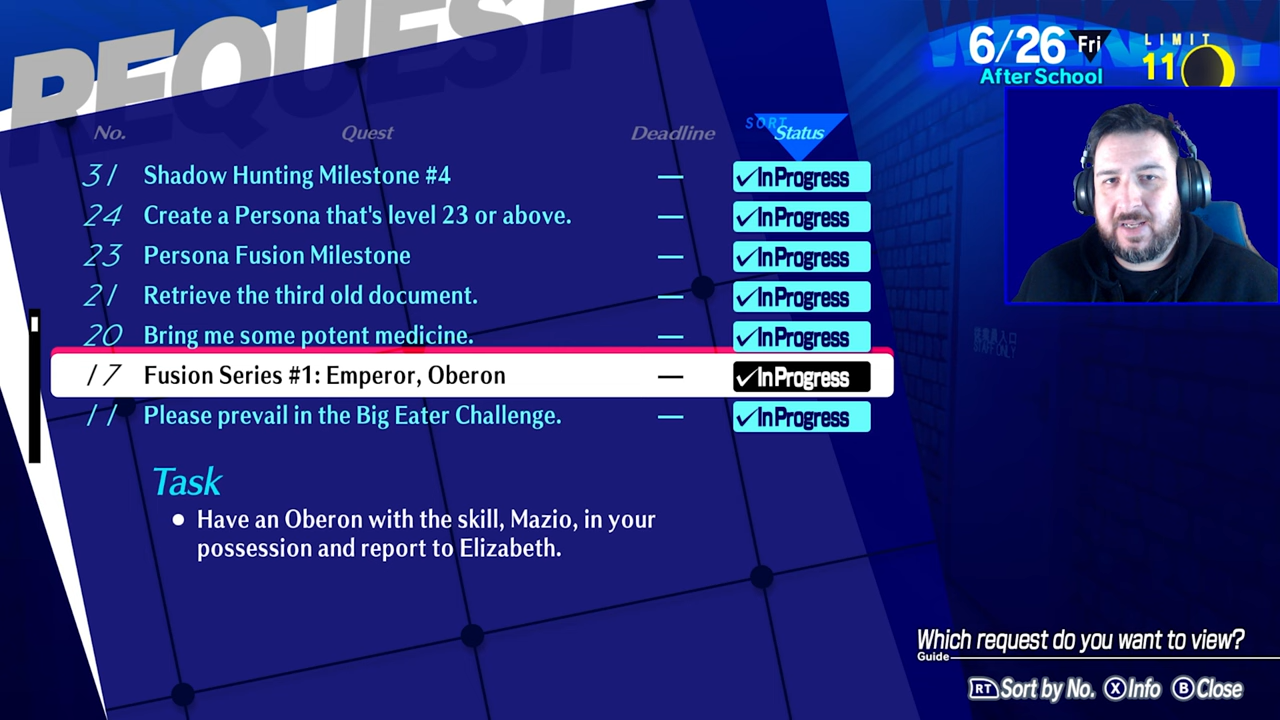 REQUEST
WEEKDAY
6/26 Fri
After School
LIMIT
11
No. Quest Deadline SORT Status
31 Shadow Hunting Milestone #4 — ✓In Progress
24 Create a Persona that's level 23 or above. — ✓In Progress
23 Persona Fusion Milestone — ✓In Progress
21 Retrieve the third old document. — ✓In Progress
20 Bring me some potent medicine. — ✓In Progress
17 Fusion Series #1: Emperor, Oberon — ✓In Progress
11 Please prevail in the Big Eater Challenge. — ✓In Progress
Task
• Have an Oberon with the skill, Mazio, in your
possession and report to Elizabeth.
STAFF ONLY
Which request do you want to view?
Guide
RT Sort by No. X Info B Close